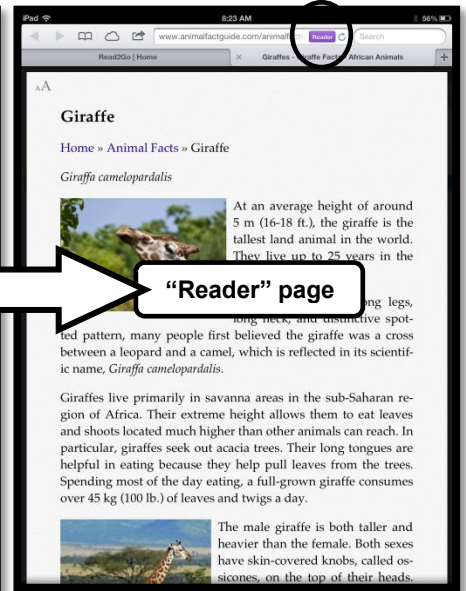 iPad 8:23 AM 56%
www.animalfactguide.com/animalf Reader Search
Read2Go | Home × Giraffes - Giraffe Facts African Animals +
AA
Giraffe
Home » Animal Facts » Giraffe
Giraffa camelopardalis
At an average height of around
5 m (16-18 ft.), the giraffe is the
tallest land animal in the world.
They live up to 25 years in the
“Reader” page
ng legs,
long neck, and distinctive spot-
ted pattern, many people first believed the giraffe was a cross
between a leopard and a camel, which is reflected in its scientif-
ic name, Giraffa camelopardalis.
Giraffes live primarily in savanna areas in the sub-Saharan re-
gion of Africa. Their extreme height allows them to eat leaves
and shoots located much higher than other animals can reach. In
particular, giraffes seek out acacia trees. Their long tongues are
helpful in eating because they help pull leaves from the trees.
Spending most of the day eating, a full-grown giraffe consumes
over 45 kg (100 lb.) of leaves and twigs a day.
The male giraffe is both taller and
heavier than the female. Both sexes
have skin-covered knobs, called os-
sicones, on the top of their heads.